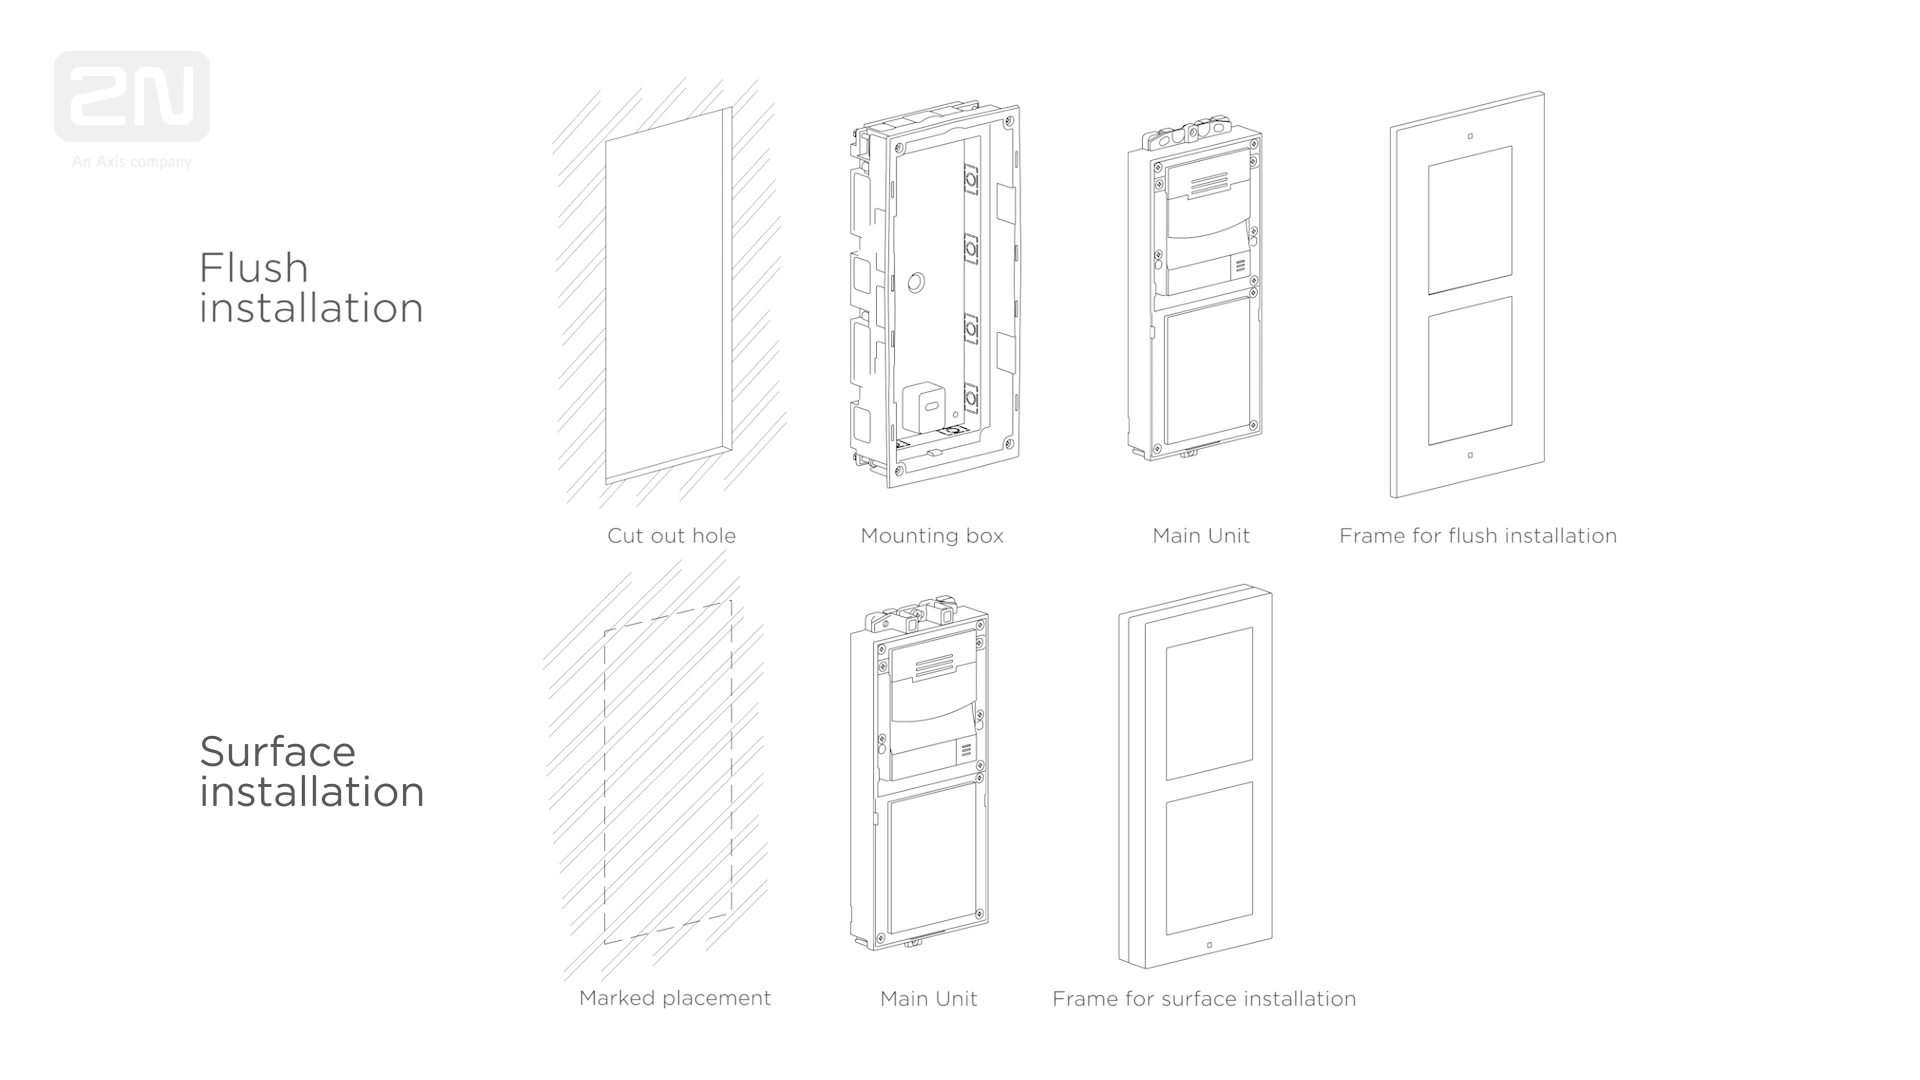 2N
An Axis company
Flush
installation
Cut out hole
Mounting box
Main Unit
Frame for flush installation
Surface
installation
Marked placement
Main Unit
Frame for surface installation